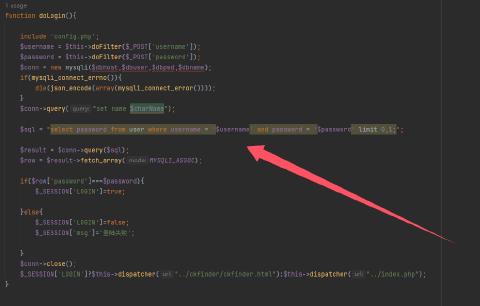 1 usage
function doLogin(){
include 'config.php';
$username = $this->doFilter($_POST['username']);
$password = $this->doFilter($_POST['password']);
$conn = new mysqli($dbhost,$dbuser,$dbpwd,$dbname);
if(mysqli_connect_errno()){
die(json_encode(array(mysqli_connect_error())));
}
$conn->query( query: "set name $charName");
$sql = "select password from user where username = '$username' and password = '$password' limit 0,1;";
$result = $conn->query($sql);
$row = $result->fetch_array( mode: MYSQLI_ASSOC);
if($row['password']===$password){
$_SESSION['LOGIN']=true;
}else{
$_SESSION['LOGIN']=false;
$_SESSION['msg']='登陆失败';
}
$conn->close();
$_SESSION['LOGIN']?$this->dispatcher( url: "../ckfinder/ckfinder.html"):$this->dispatcher( url: "../index.php");
}